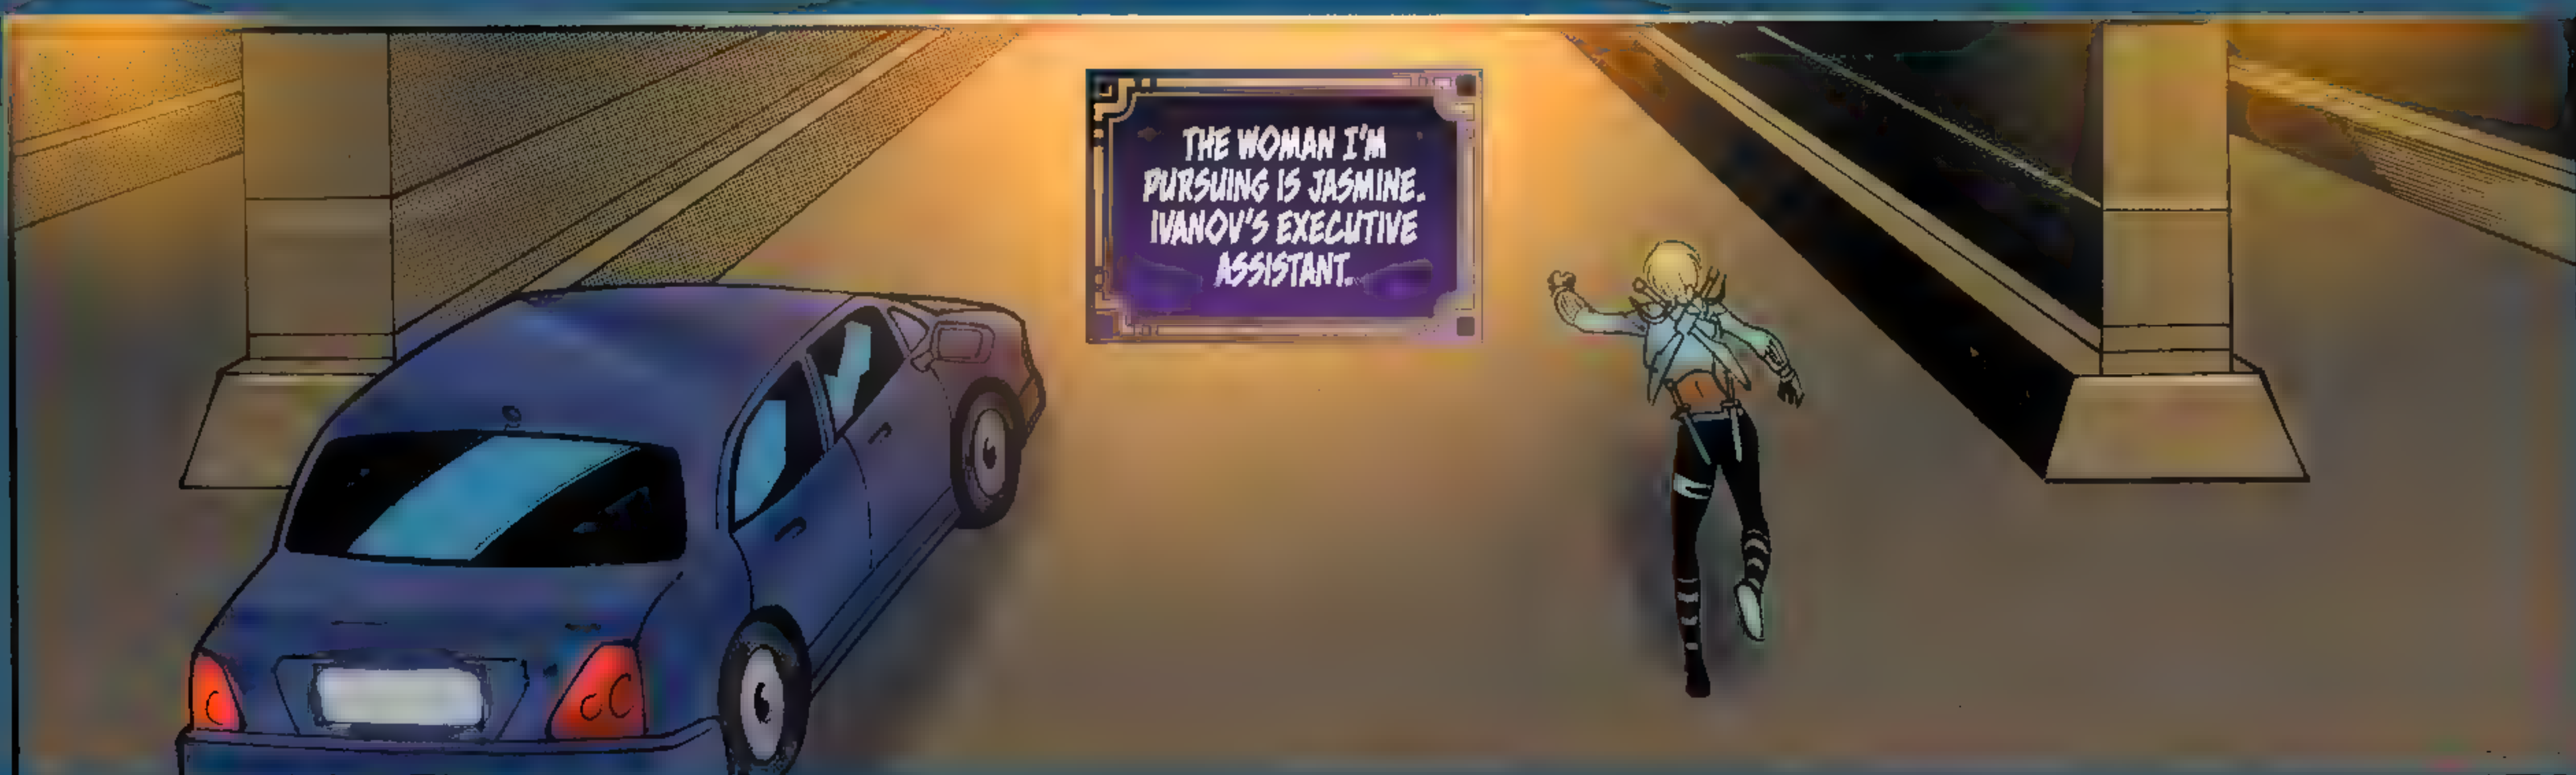 THE WOMAN I'M
PURSUING IS JASMINE.
IVANOV'S EXECUTIVE
ASSISTANT.